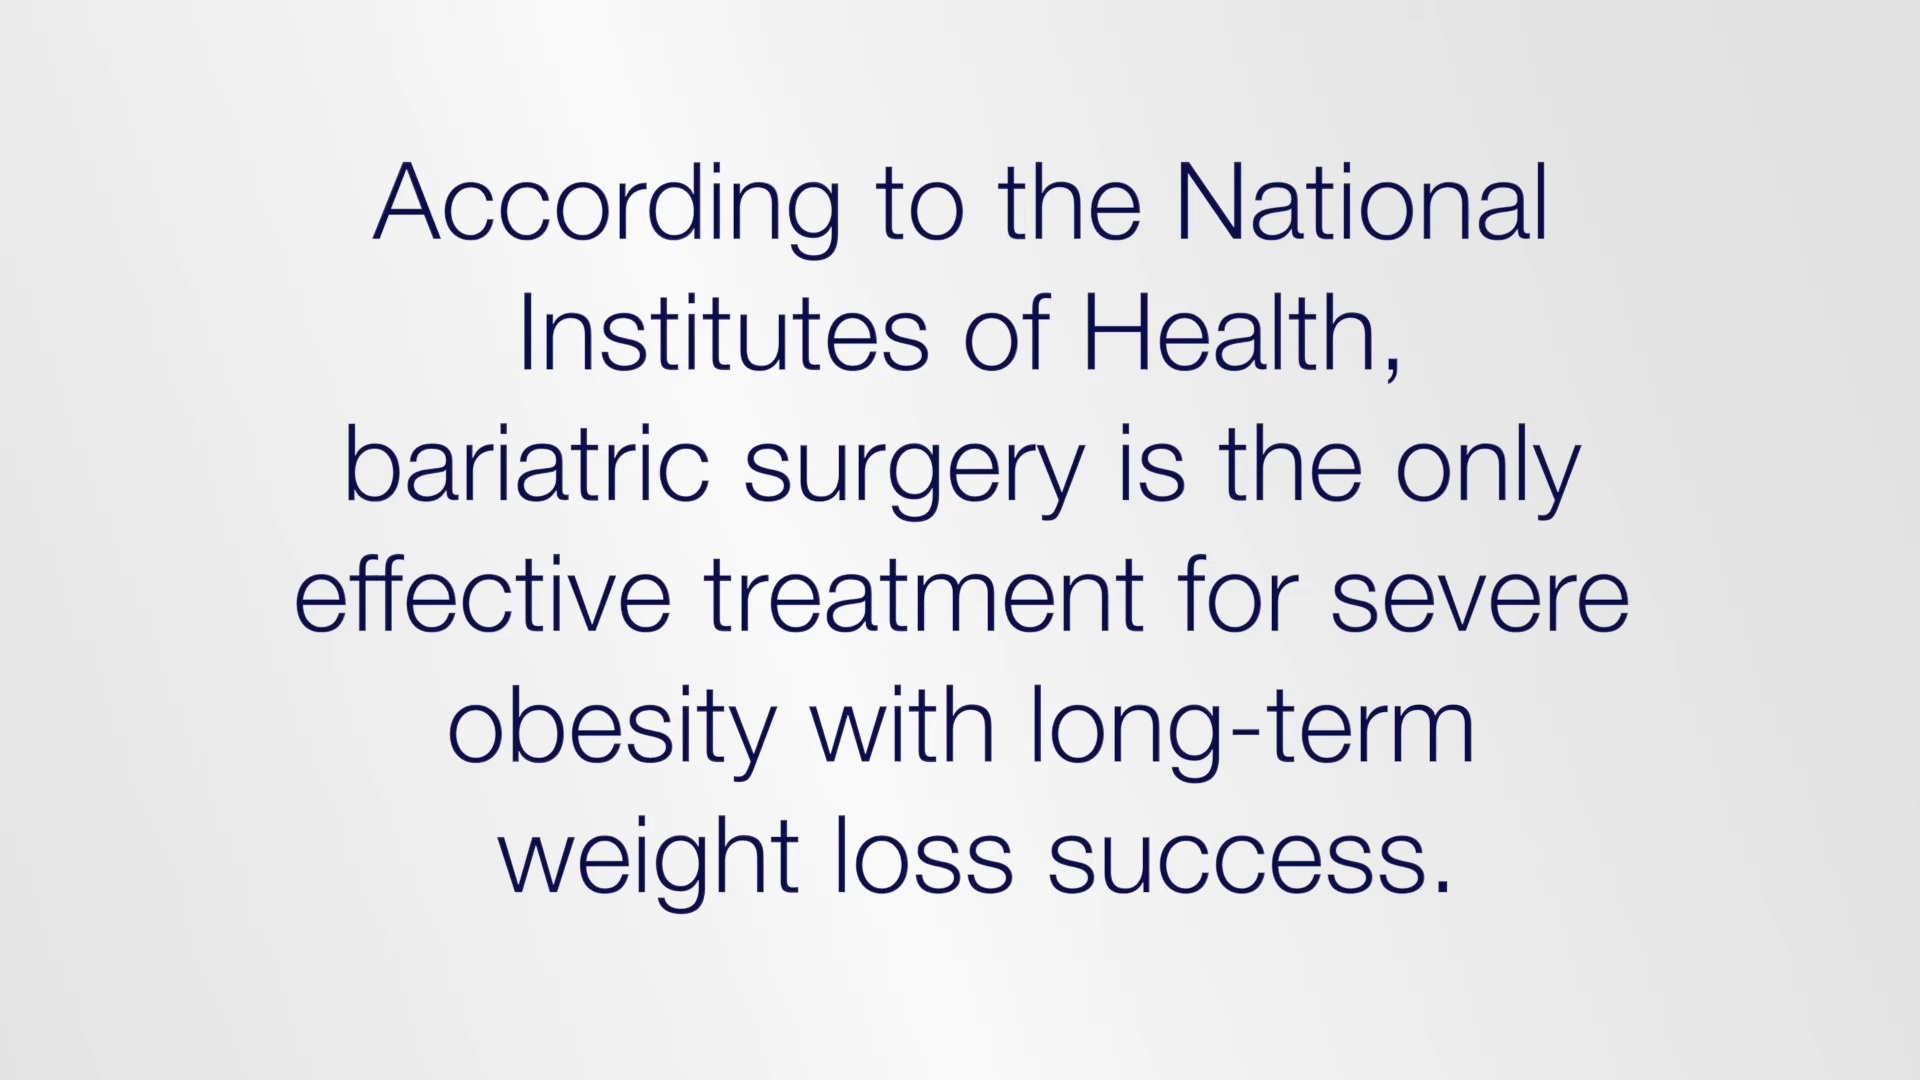 According to the National
Institutes of Health,
bariatric surgery is the only
effective treatment for severe
obesity with long-term
weight loss success.